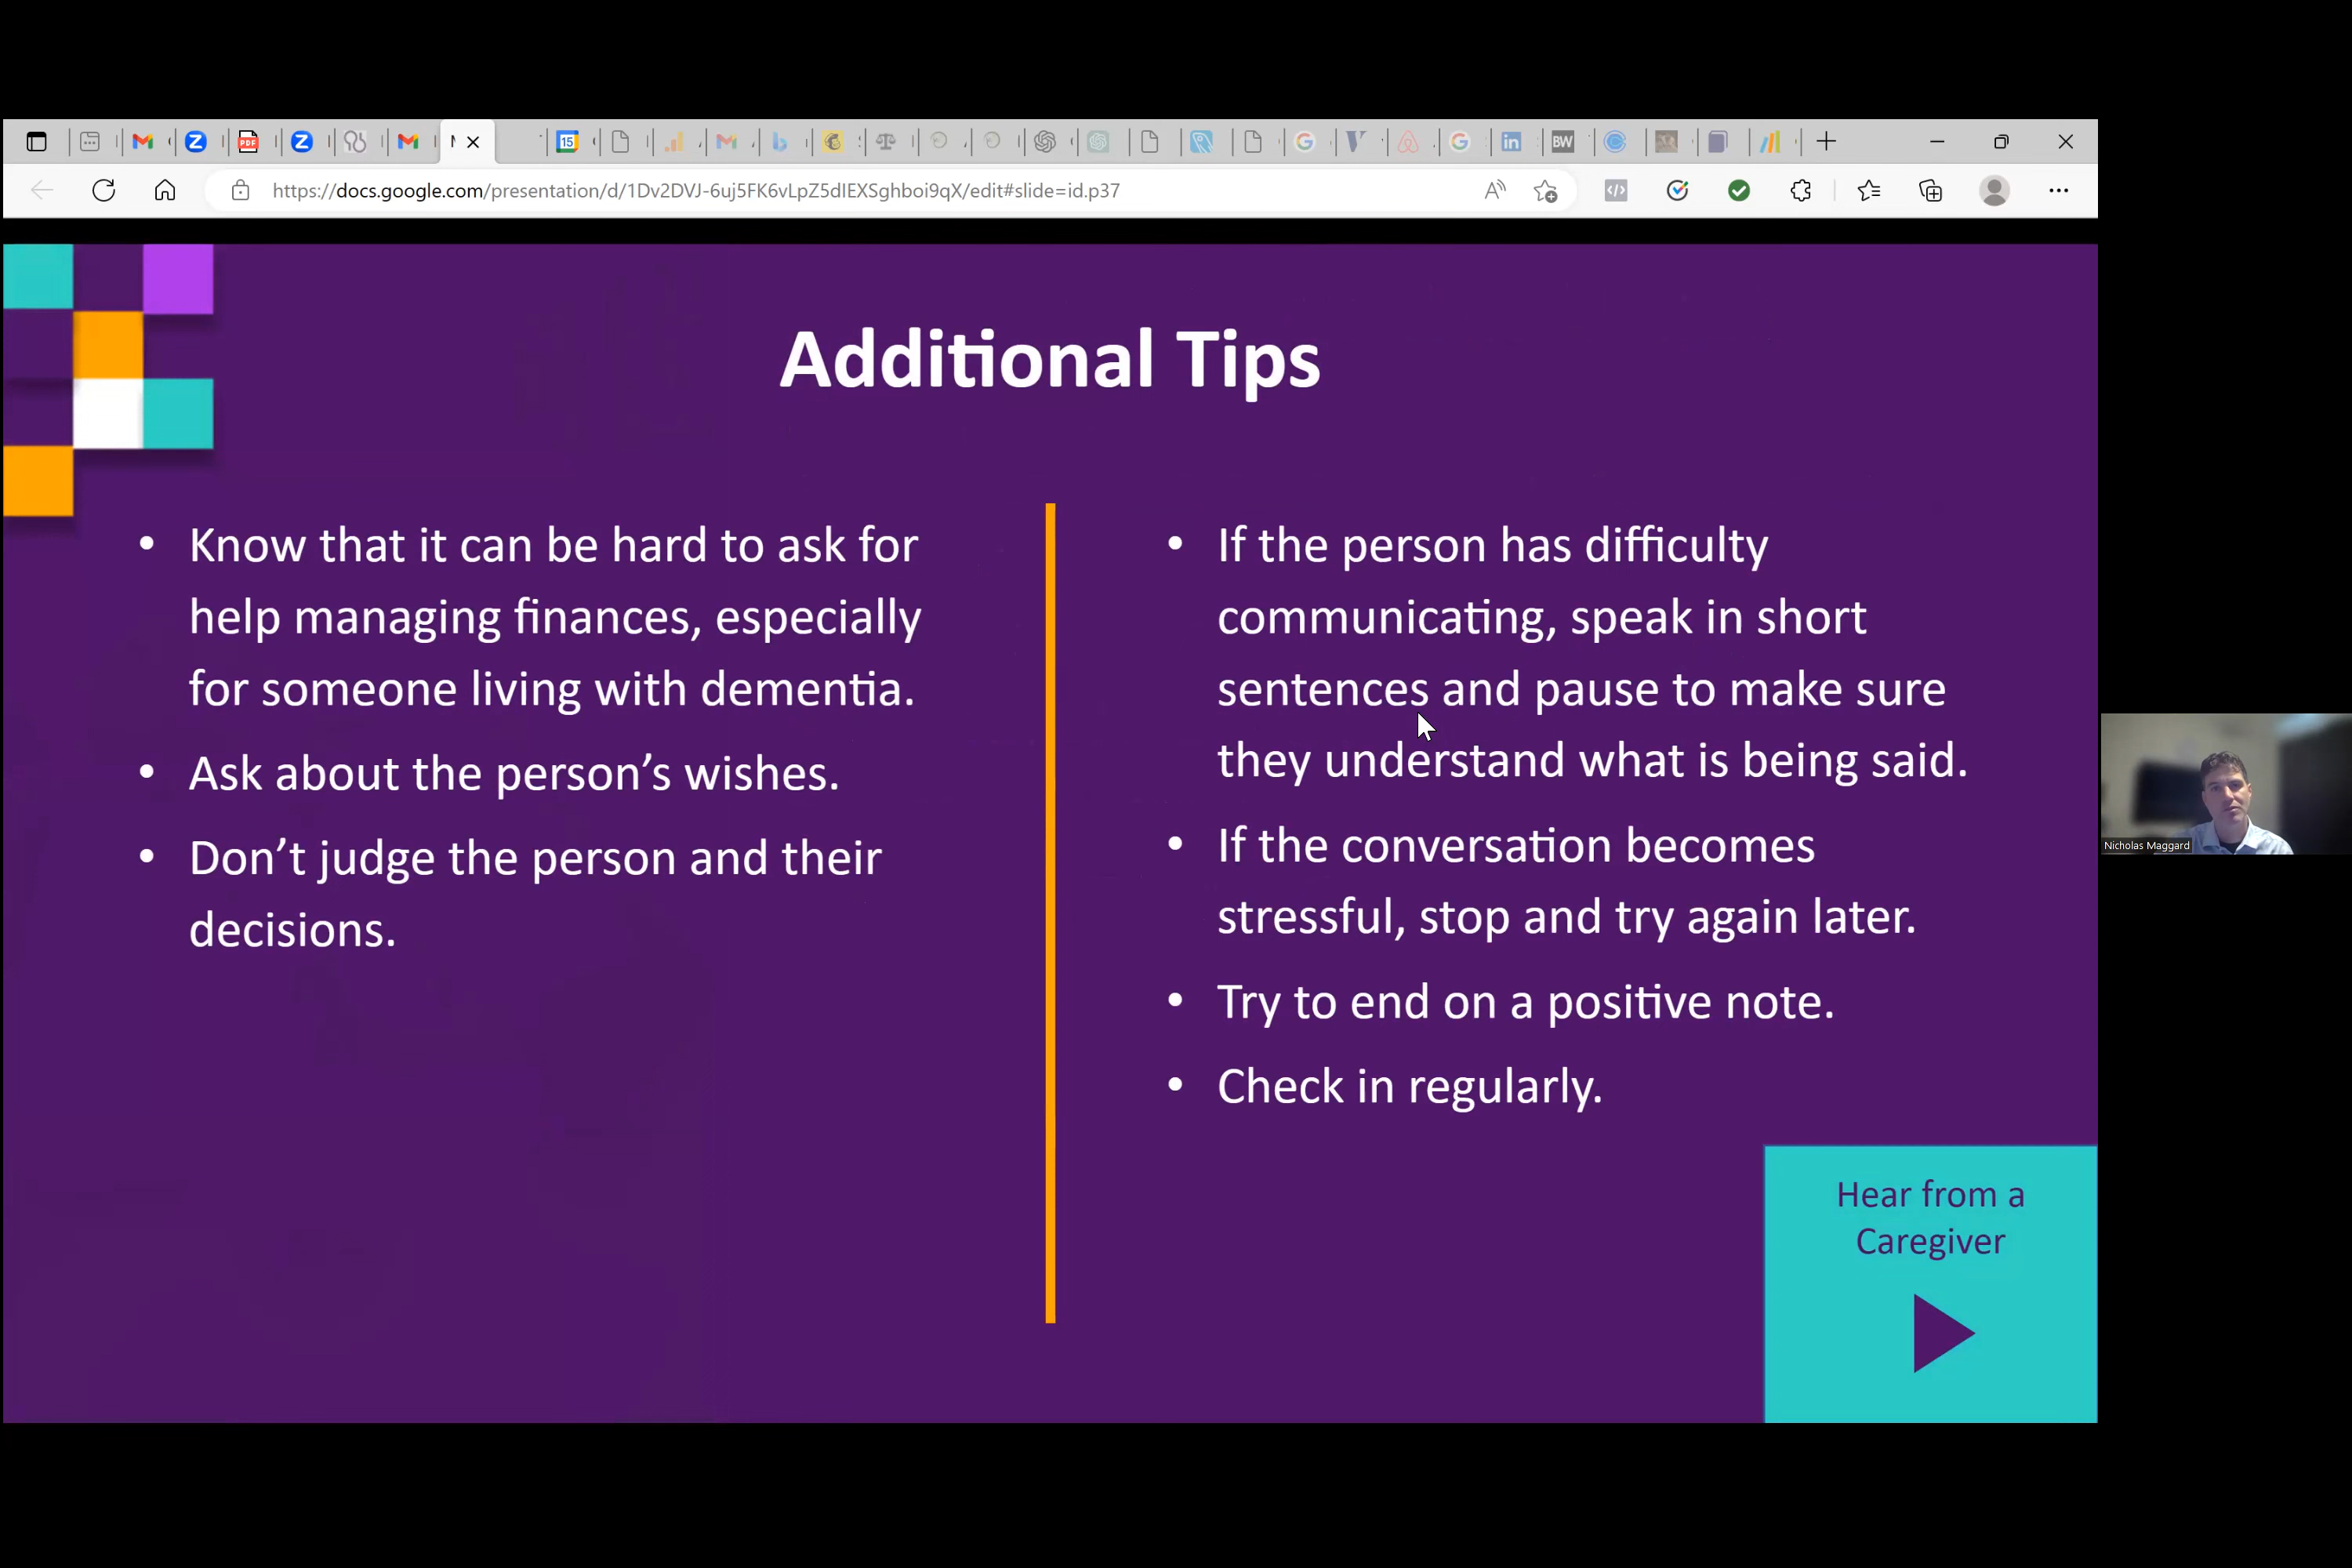 15
BW
https://docs.google.com/presentation/d/1Dv2DVJ-6uj5FK6vLpZ5dIEXSghboi9qX/edit#slide=id.p37
Additional Tips
• Know that it can be hard to ask for
help managing finances, especially
for someone living with dementia.
• Ask about the person’s wishes.
• Don’t judge the person and their
decisions.
• If the person has difficulty
communicating, speak in short
sentences and pause to make sure
they understand what is being said.
• If the conversation becomes
stressful, stop and try again later.
• Try to end on a positive note.
• Check in regularly.
Hear from a
Caregiver
Nicholas Maggard